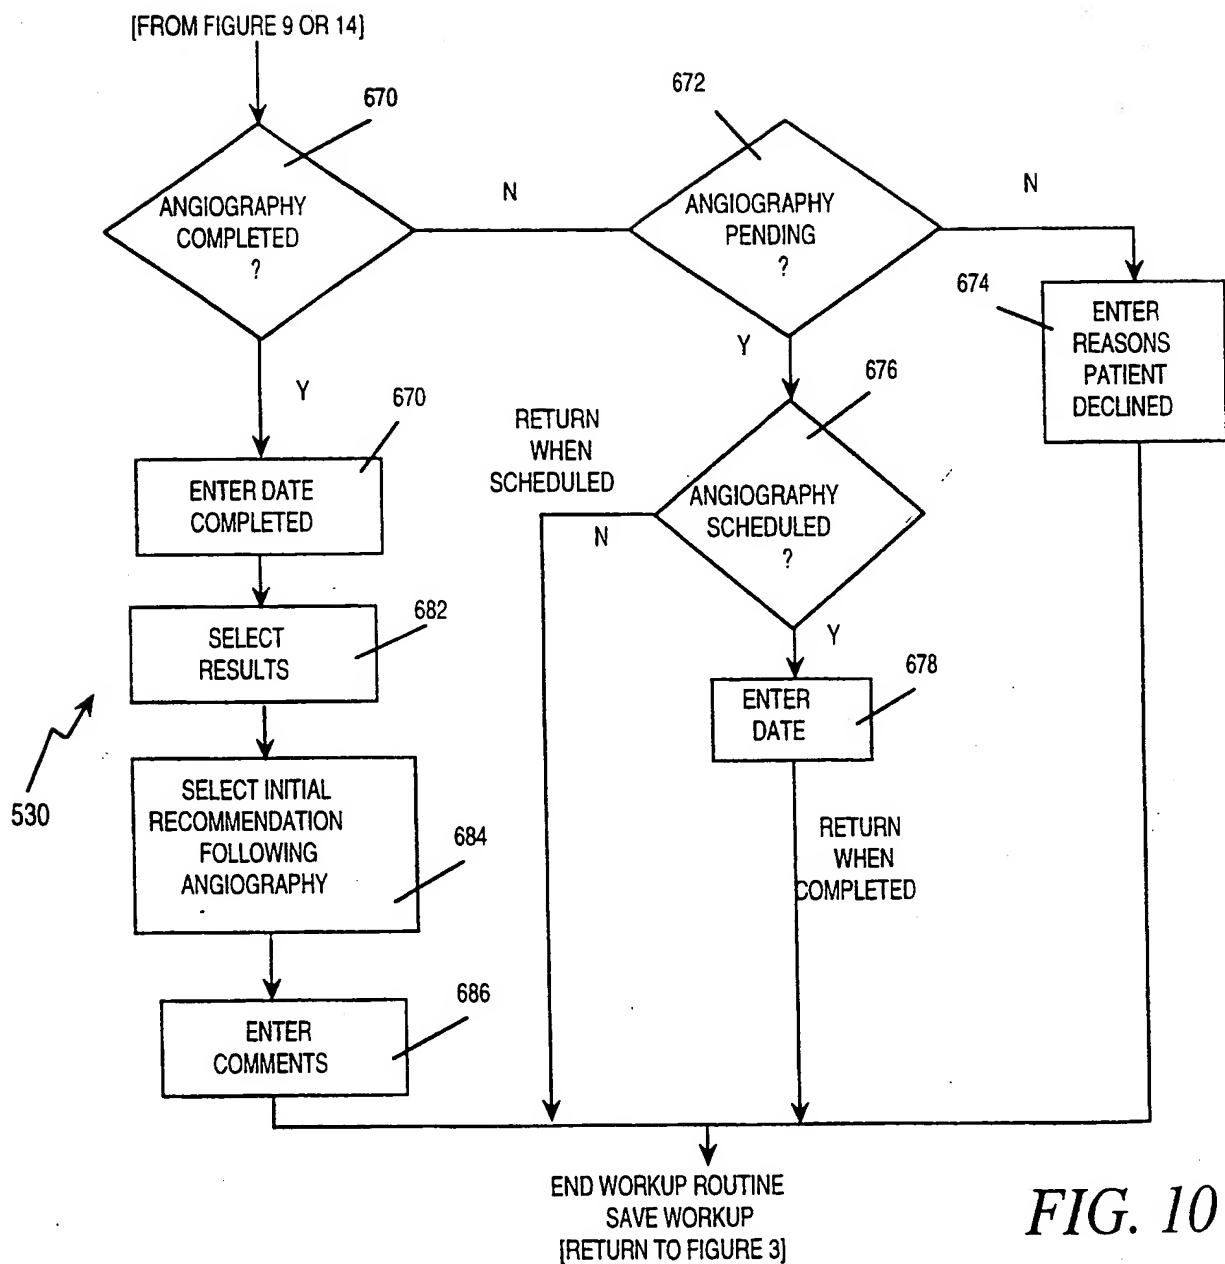 [FROM FIGURE 9 OR 14]
670
672
ANGIOGRAPHY
COMPLETED
?
N
ANGIOGRAPHY
PENDING
?
N
674
ENTER
REASONS
PATIENT
DECLINED
Y
Y
676
670
RETURN
WHEN
SCHEDULED
ENTER DATE
COMPLETED
ANGIOGRAPHY
SCHEDULED
?
N
Y
682
SELECT
RESULTS
678
ENTER
DATE
530
SELECT INITIAL
RECOMMENDATION
FOLLOWING
ANGIOGRAPHY
684
RETURN
WHEN
COMPLETED
686
ENTER
COMMENTS
END WORKUP ROUTINE
SAVE WORKUP
[RETURN TO FIGURE 3]
FIG. 10